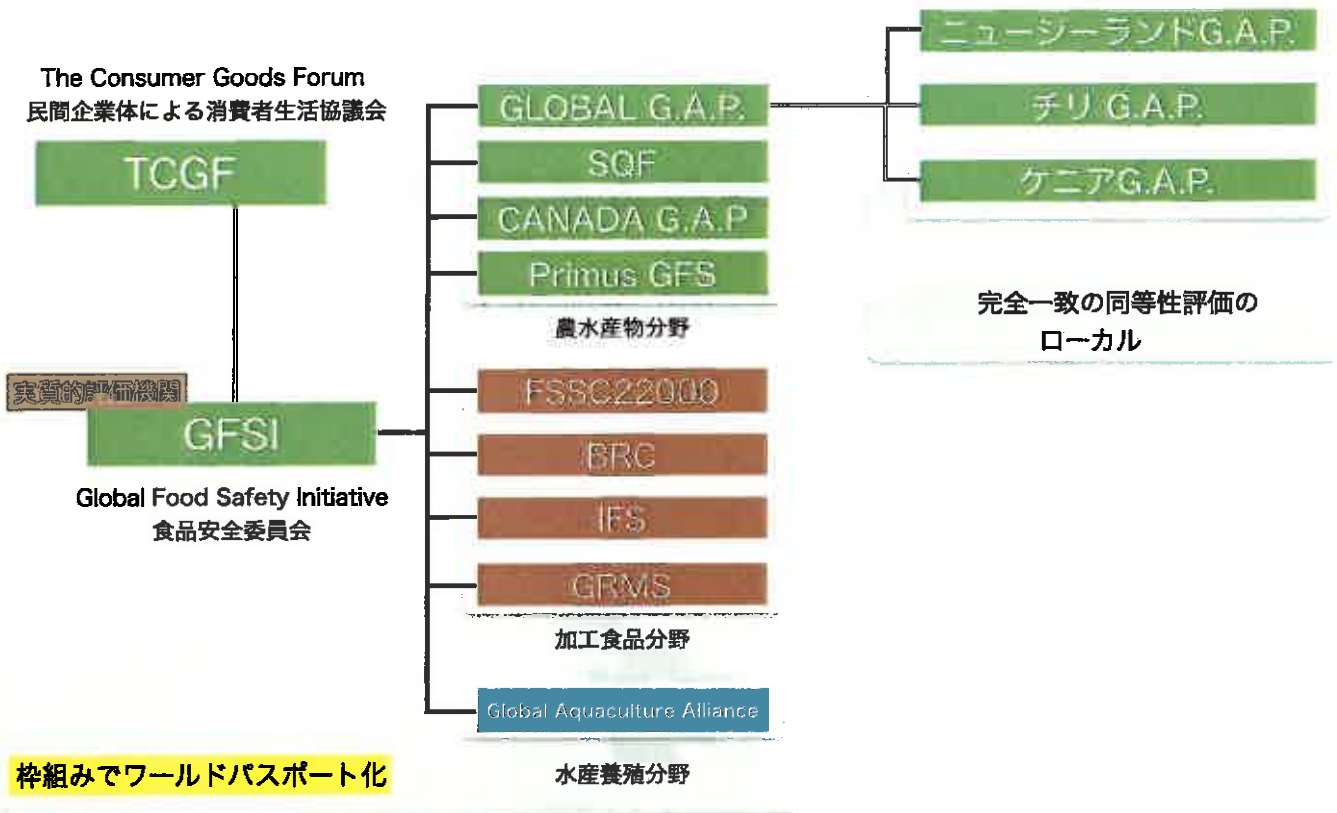 The Consumer Goods Forum
民間企業体による消費者生活協議会
TCGF
実質的評価機関
GFSI
Global Food Safety Initiative
食品安全委員会
GLOBAL G.A.P.
SQF
CANADA G.A.P
Primus GFS
農水産物分野
FSSC22000
BRC
IFS
GRMS
加工食品分野
Global Aquaculture Alliance
水産養殖分野
ニュージーランドG.A.P.
チリ G.A.P.
ケニアG.A.P.
完全一致の同等性評価の
ローカル
枠組みでワールドパスポート化